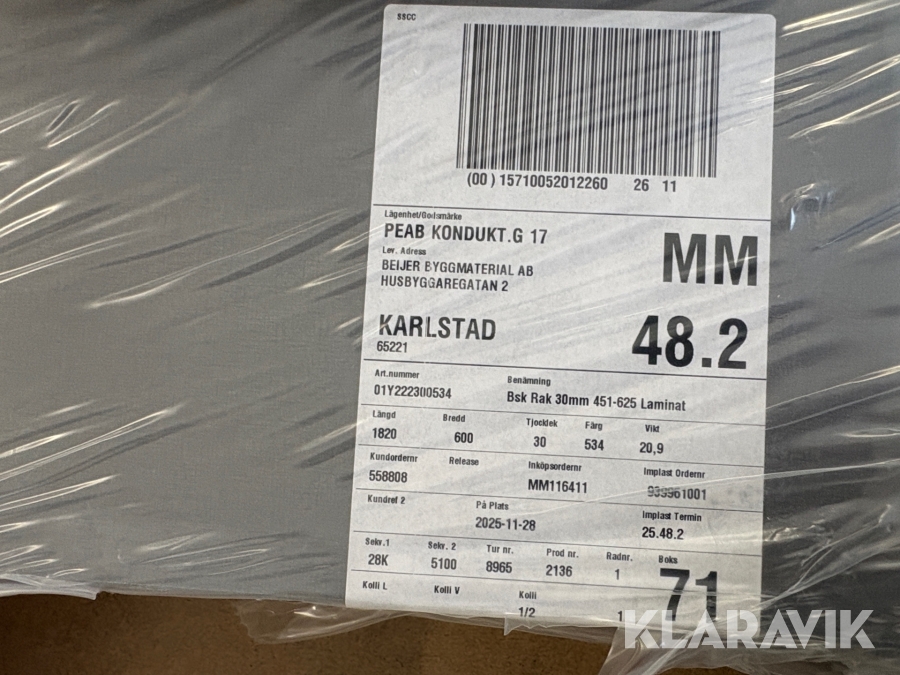 SSCC
(00) 15710052012260 26 11
Lägenhet/Godsmärke
PEAB KONDUKT.G 17
MM
Lev. Adress
BEIJER BYGGMATERIAL AB
HUSBYGGAREGATAN 2
KARLSTAD
48.2
65221
Art.nummer Benämning
01Y222300534 Bsk Rak 30mm 451-625 Laminat
Längd Bredd Tjocklek Färg Vikt
1820 600 30 534 20,9
Kundordernr Release Inköpsordernr Implast Ordernr
558808 MM116411 939961001
Kundref 2 På Plats Implast Termin
2025-11-28 25.48.2
Sekv.1 Sekv. 2 Tur nr. Prod nr. Radnr. Boks
28K 5100 8965 2136 1 71
Kolli L Kolli V Kolli
1/2
KLARAVIK